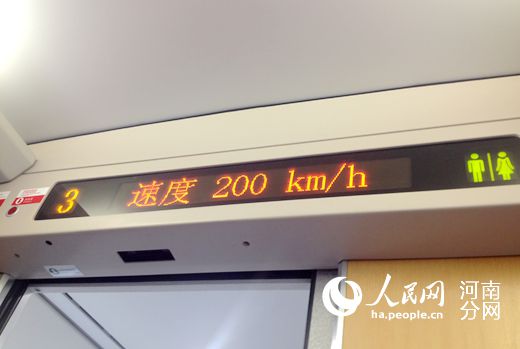 3 速度 200 km/h
人民网 河南分网
ha.people.cn